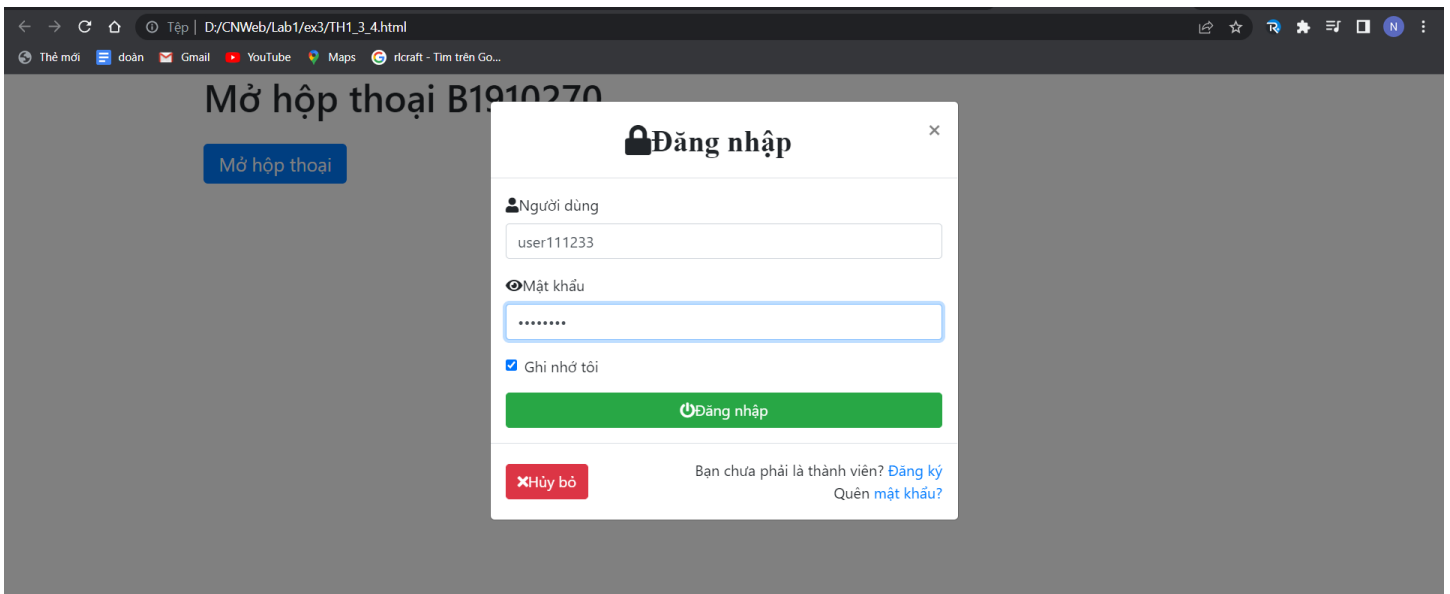 Tệp | D:/CNWeb/Lab1/ex3/TH1_3_4.html
N
Thẻ mới doàn Gmail YouTube Maps rlcraft - Tìm trên Go...
Mở hộp thoại B1910270
Mở hộp thoại
Đăng nhập ×
Người dùng
user111233
Mật khẩu
••••••••
Ghi nhớ tôi
Đăng nhập
Hủy bỏ
Bạn chưa phải là thành viên? Đăng ký
Quên mật khẩu?